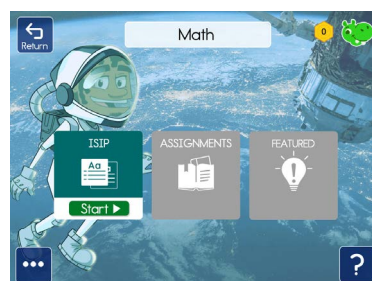 Return
Math
0
ISIP
ASSIGNMENTS
FEATURED
Aa
Start
...
?